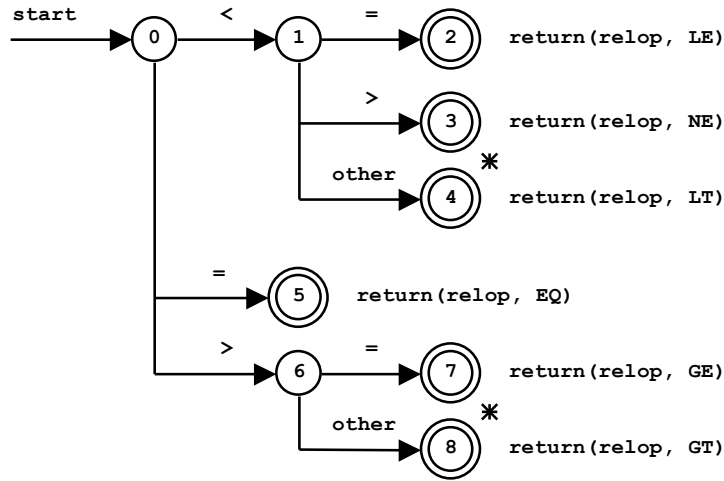 start < =
0 1 2 return(relop, LE)
>
3 return(relop, NE)
other *
4 return(relop, LT)
=
5 return(relop, EQ)
> =
6 7 return(relop, GE)
other *
8 return(relop, GT)